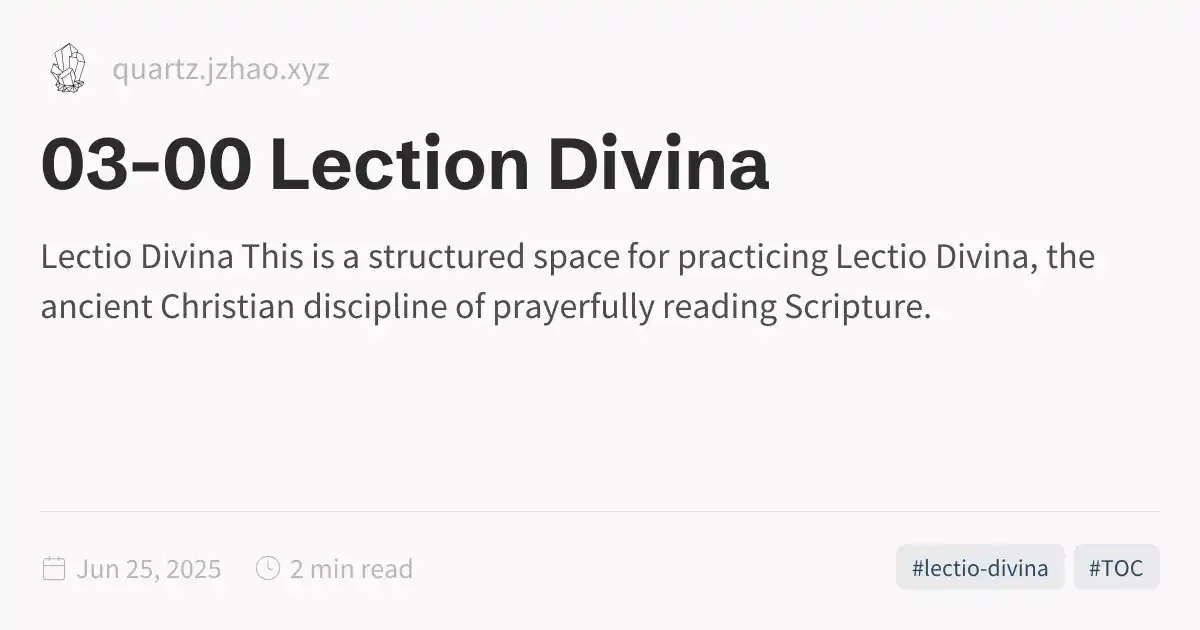 quartz.jzhao.xyz
03-00 Lection Divina
Lectio Divina This is a structured space for practicing Lectio Divina, the
ancient Christian discipline of prayerfully reading Scripture.
Jun 25, 2025 2 min read #lectio-divina #TOC